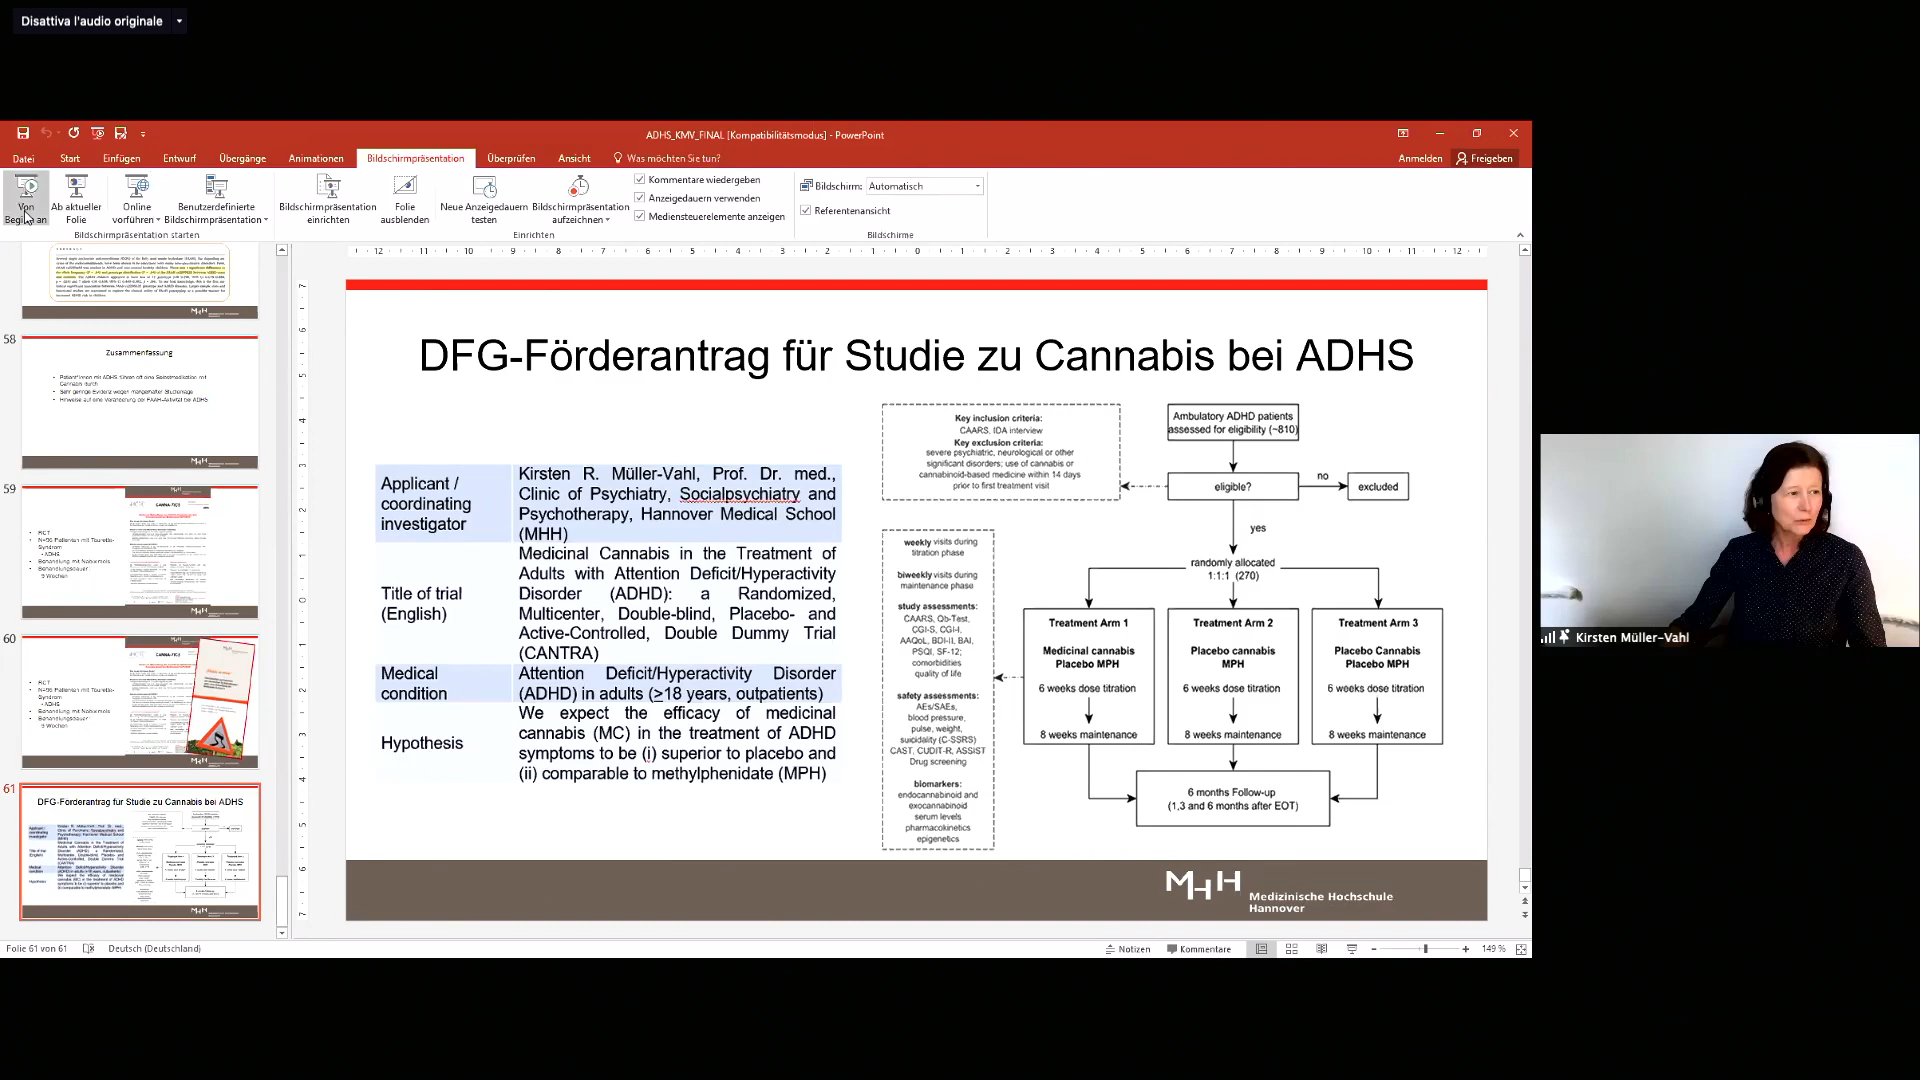 Disattiva l'audio originale
ADHS_KMV_FINAL [Kompatibilitätsmodus] - PowerPoint
Datei Start Einfügen Entwurf Übergänge Animationen Bildschirmpräsentation Überprüfen Ansicht Was möchten Sie tun? Anmelden Freigeben
Von Beginn an
Ab aktueller Folie
Online vorführen
Benutzerdefinierte Bildschirmpräsentation
Bildschirmpräsentation einrichten
Folie ausblenden
Neue Anzeigedauern testen
Bildschirmpräsentation aufzeichnen
Kommentare wiedergeben
Anzeigedauern verwenden
Mediensteuerelemente anzeigen
Bildschirm: Automatisch
Referentenansicht
Bildschirmpräsentation starten
Einrichten
Bildschirme
58
Zusammenfassung
59
60
61
DFG-Förderantrag für Studie zu Cannabis bei ADHS
DFG-Förderantrag für Studie zu Cannabis bei ADHS
Applicant /
coordinating
investigator
Kirsten R. Müller-Vahl, Prof. Dr. med.,
Clinic of Psychiatry, Socialpsychiatry and
Psychotherapy, Hannover Medical School
(MHH)
Title of trial
(English)
Medicinal Cannabis in the Treatment of
Adults with Attention Deficit/Hyperactivity
Disorder (ADHD): a Randomized,
Multicenter, Double-blind, Placebo- and
Active-Controlled, Double Dummy Trial
(CANTRA)
Medical
condition
Attention Deficit/Hyperactivity Disorder
(ADHD) in adults (≥18 years, outpatients)
Hypothesis
We expect the efficacy of medicinal
cannabis (MC) in the treatment of ADHD
symptoms to be (i) superior to placebo and
(ii) comparable to methylphenidate (MPH)
Key inclusion criteria:
CAARS, IDA interview
Key exclusion criteria:
severe psychiatric, neurological or other
significant disorders; use of cannabis or
cannabinoid-based medicine within 14 days
prior to first treatment visit
Ambulatory ADHD patients
assessed for eligibility (~810)
eligible?
no
excluded
yes
randomly allocated
1:1:1 (270)
weekly visits during
titration phase
biweekly visits during
maintenance phase
study assessments:
CAARS, Qb-Test,
CGI-S, CGI-I,
AAQoL, BDI-II, BAI,
PSQI, SF-12;
comorbidities
quality of life
safety assessments:
AEs/SAEs,
blood pressure,
pulse, weight,
suicidality (C-SSRS)
CAST, CUDIT-R, ASSIST
Drug screening
biomarkers:
endocannabinoid and
exocannabinoid
serum levels
pharmacokinetics
epigenetics
Treatment Arm 1
Medicinal cannabis
Placebo MPH
6 weeks dose titration
8 weeks maintenance
Treatment Arm 2
Placebo cannabis
MPH
6 weeks dose titration
8 weeks maintenance
Treatment Arm 3
Placebo Cannabis
Placebo MPH
6 weeks dose titration
8 weeks maintenance
6 months Follow-up
(1,3 and 6 months after EOT)
MHH Medizinische Hochschule
Hannover
Kirsten Müller-Vahl
Folie 61 von 61 Deutsch (Deutschland) Notizen Kommentare 149 %